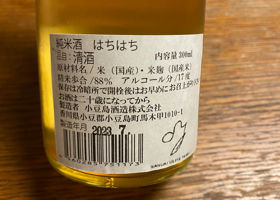 純米酒 はちはち
品目：清酒 内容量 300ml
原材料名/米（国産）・米麹（国産米）
精米歩合/88% アルコール分/17度
保存は冷暗所で開栓後はお早めにお召上がり下さい
お酒は二十歳になってから
製造者 小豆島酒造株式会社
香川県小豆郡小豆島町馬木甲1010-1
製造年月 2023.7.